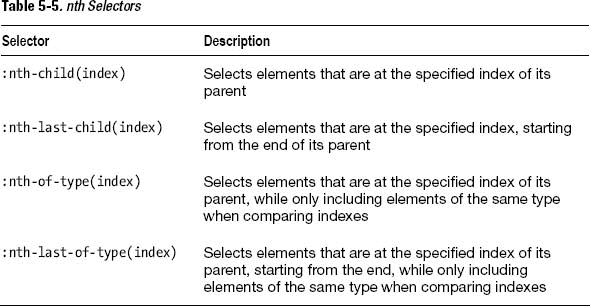 Table 5-5. nth Selectors
Selector Description
:nth-child(index) Selects elements that are at the specified index of its
parent
:nth-last-child(index) Selects elements that are at the specified index, starting
from the end of its parent
:nth-of-type(index) Selects elements that are at the specified index of its
parent, while only including elements of the same type
when comparing indexes
:nth-last-of-type(index) Selects elements that are at the specified index of its
parent, starting from the end, while only including
elements of the same type when comparing indexes